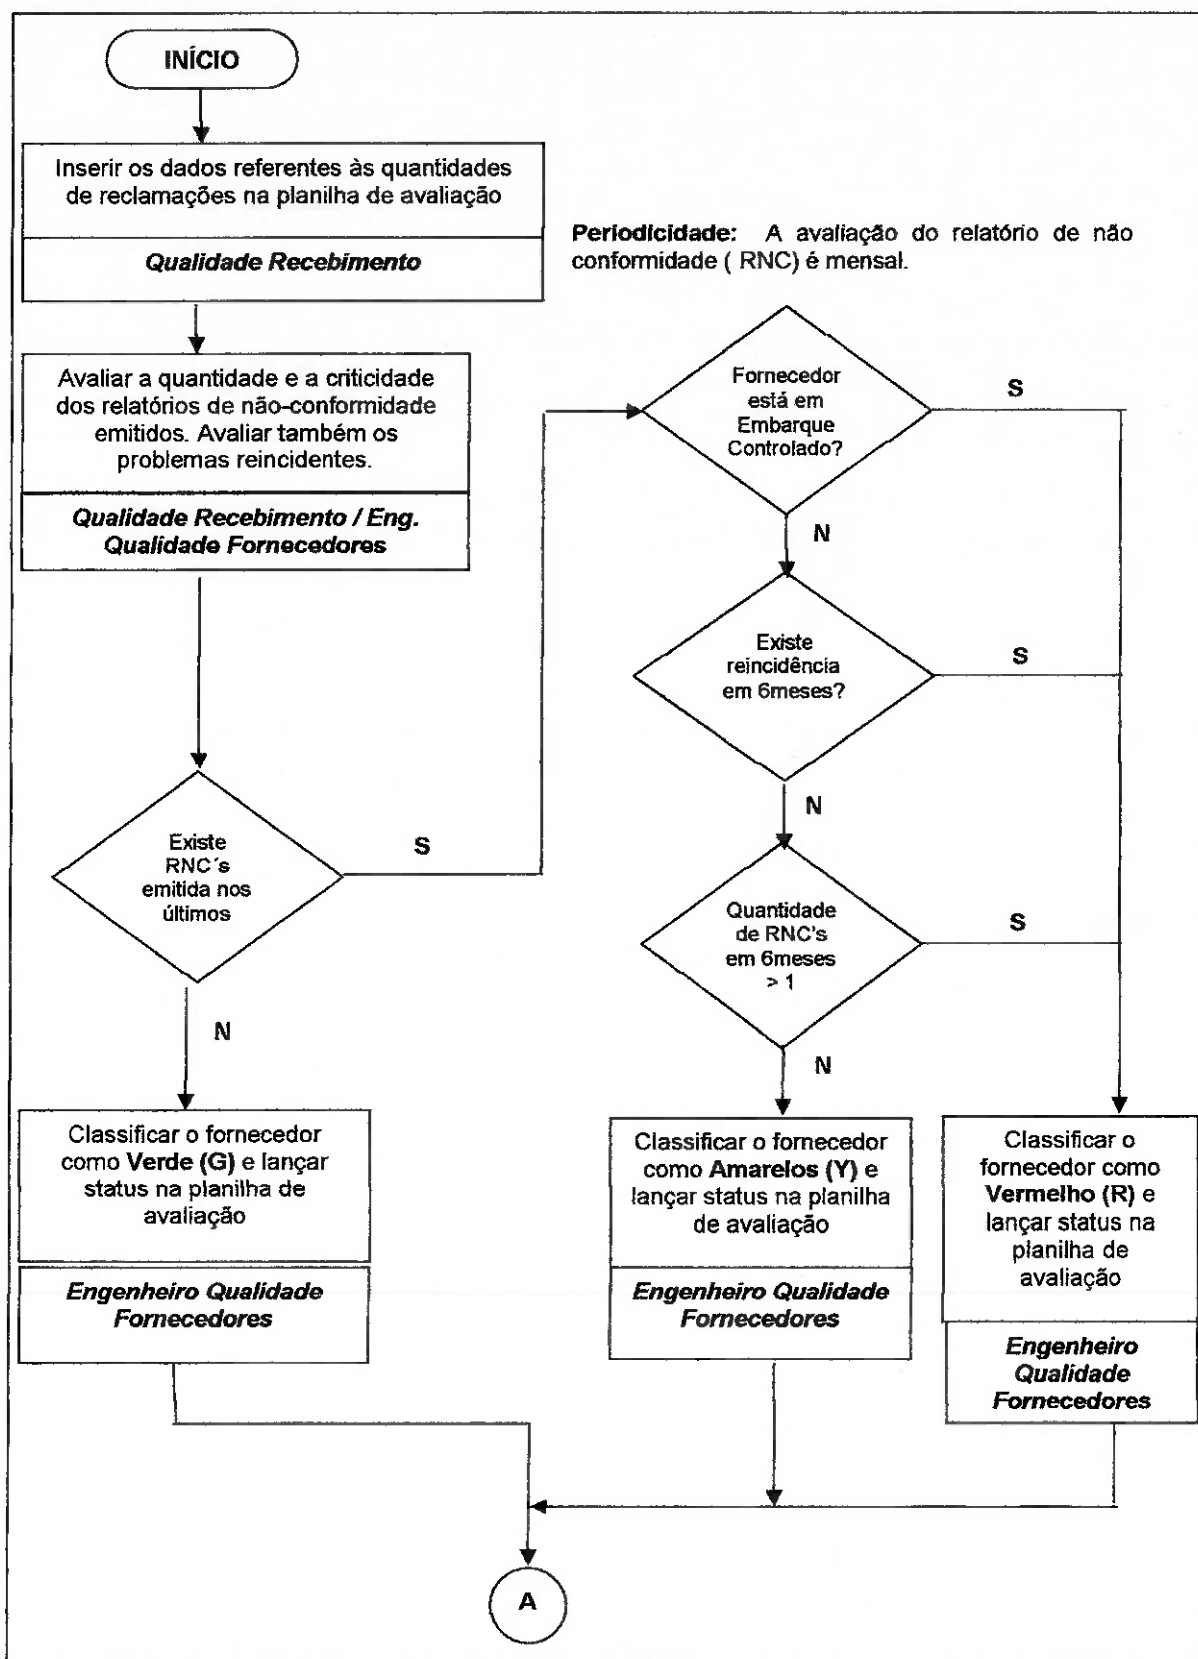 INÍCIO
Inserir os dados referentes às quantidades
de reclamações na planilha de avaliação
Qualidade Recebimento
Periodicidade: A avaliação do relatório de não
conformidade ( RNC) é mensal.
Avaliar a quantidade e a criticidade
dos relatórios de não-conformidade
emitidos. Avaliar também os
problemas reincidentes.
Qualidade Recebimento / Eng.
Qualidade Fornecedores
Fornecedor
está em
Embarque
Controlado?
S
N
Existe
reincidência
em 6meses?
S
N
Existe
RNC´s
emitida nos
últimos
S
N
Quantidade
de RNC's
em 6meses
> 1
S
N
Classificar o fornecedor
como Verde (G) e lançar
status na planilha de
avaliação
Engenheiro Qualidade
Fornecedores
Classificar o fornecedor
como Amarelos (Y) e
lançar status na planilha
de avaliação
Engenheiro Qualidade
Fornecedores
Classificar o
fornecedor como
Vermelho (R) e
lançar status na
planilha de
avaliação
Engenheiro
Qualidade
Fornecedores
A